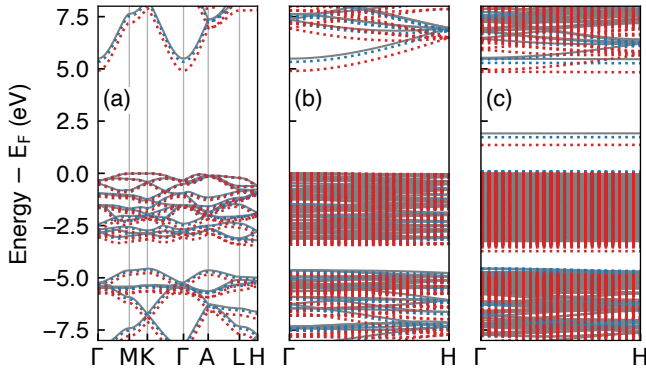 7.5
5.0
2.5
0.0
−2.5
−5.0
−7.5
Energy − E_F (eV)
(a)
(b)
(c)
Γ M K Γ A L H
Γ H
Γ H